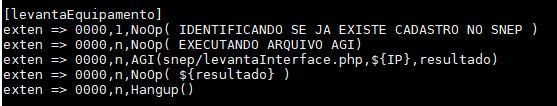 [levantaEquipamento]
exten => 0000,1,NoOp( IDENTIFICANDO SE JA EXISTE CADASTRO NO SNEP )
exten => 0000,n,NoOp( EXECUTANDO ARQUIVO AGI)
exten => 0000,n,AGI(snep/levantaInterface.php,${IP},resultado)
exten => 0000,n,NoOp( ${resultado} )
exten => 0000,n,Hangup()